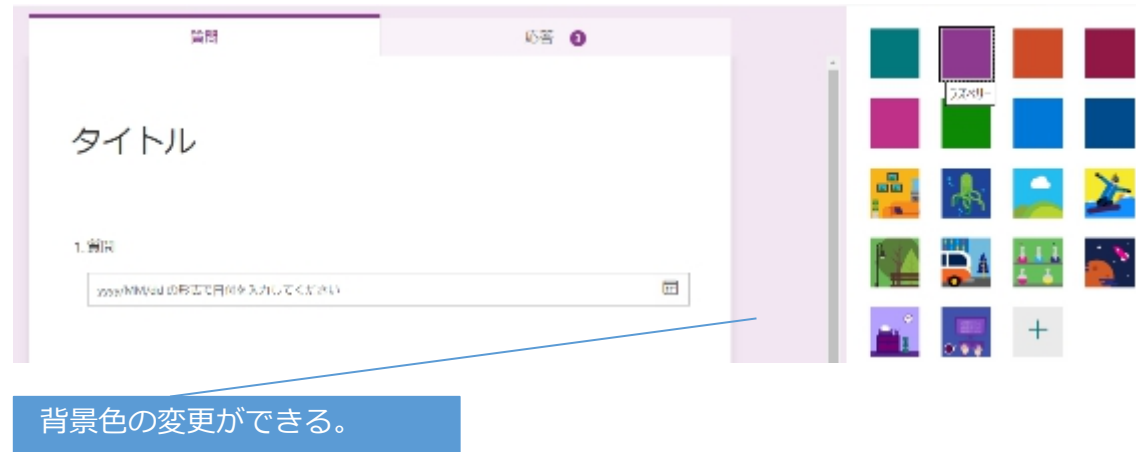 質問
応答 1
ラズベリー
タイトル
1. 質問
yyyy/MM/dd の形式で日付を入力してください
背景色の変更ができる。